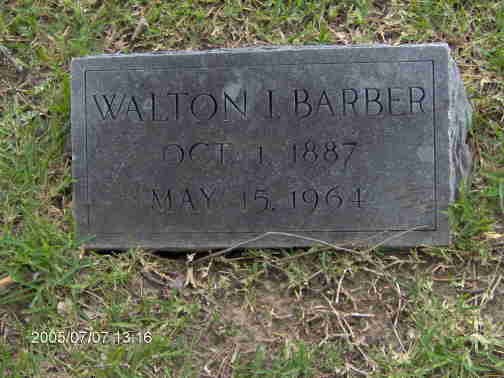 WALTON I. BARBER
OCT. 1, 1887
MAY 15, 1964
2005/07/07 13:16